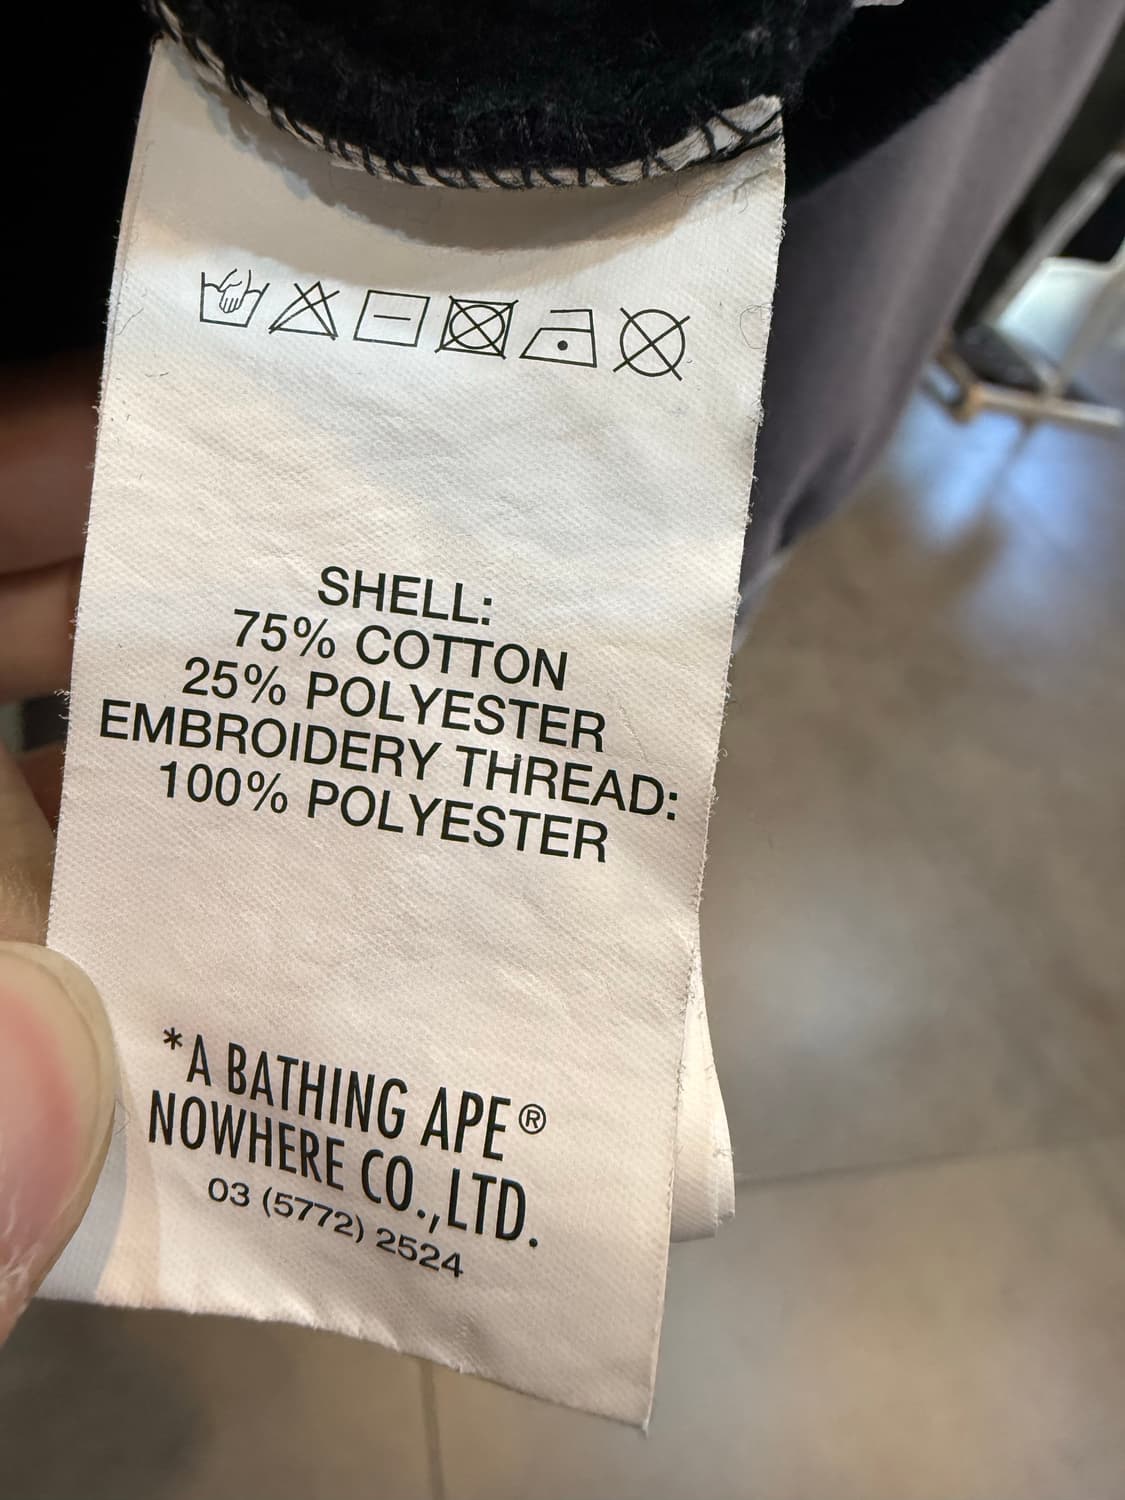 SHELL:
75% COTTON
25% POLYESTER
EMBROIDERY THREAD:
100% POLYESTER
*A BATHING APE®
NOWHERE CO.,LTD.
03 (5772) 2524